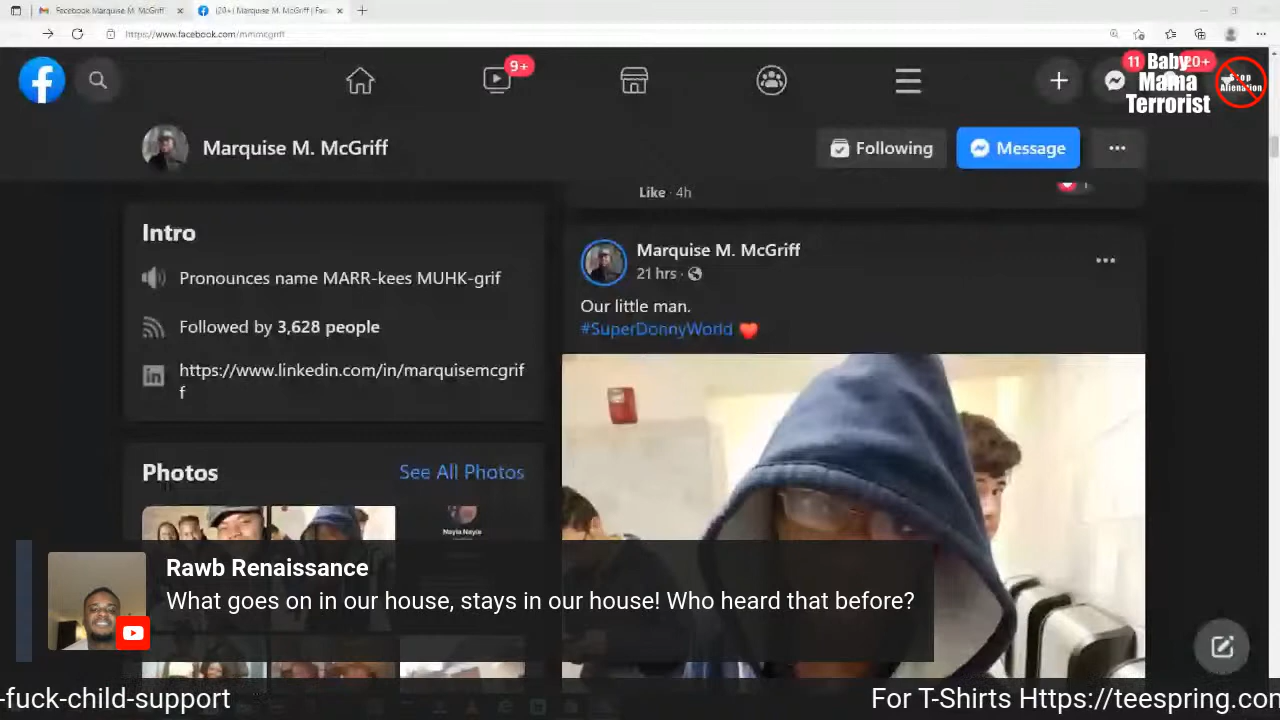 Facebook Marquise M. McGriff
(20+) Marquise M. McGriff | Fac
https://www.facebook.com/mmmcgriff
9+
11
20+
Baby
Mama
Terrorist
Stop
Alienation
Marquise M. McGriff
Following
Message
Like · 4h
Intro
Pronounces name MARR-kees MUHK-grif
Followed by 3,628 people
https://www.linkedin.com/in/marquisemcgrif
f
Marquise M. McGriff
21 hrs ·
Our little man.
#SuperDonnyWorld
Photos
See All Photos
Nayla Nayle
Rawb Renaissance
What goes on in our house, stays in our house! Who heard that before?
-fuck-child-support
For T-Shirts Https://teespring.com